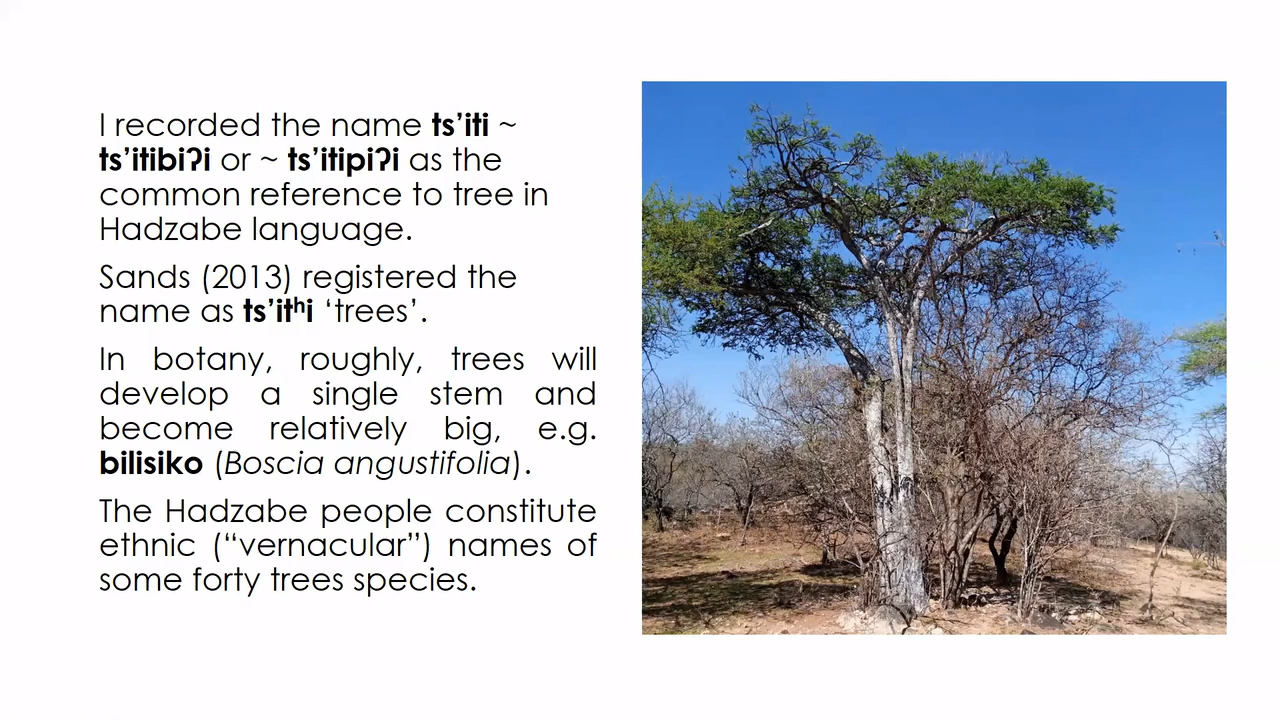 I recorded the name ts’iti ~
ts’itibiʔi or ~ ts’itipiʔi as the
common reference to tree in
Hadzabe language.
Sands (2013) registered the
name as ts’itʰi ‘trees’.
In botany, roughly, trees will
develop a single stem and
become relatively big, e.g.
bilisiko (Boscia angustifolia).
The Hadzabe people constitute
ethnic (“vernacular”) names of
some forty trees species.